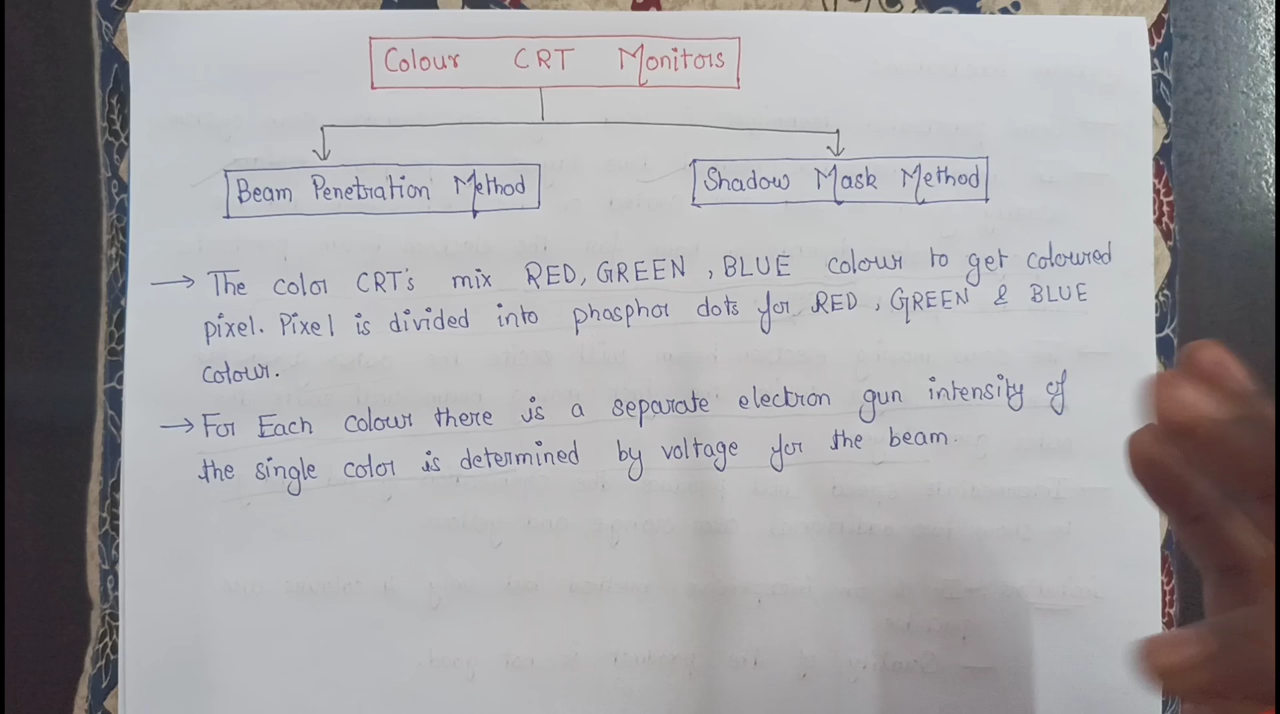 Colour CRT Monitors
Beam Penetration Method
Shadow Mask Method
→ The color CRT's mix RED, GREEN, BLUE colour to get coloured
pixel. Pixel is divided into phosphor dots for RED, GREEN & BLUE
colour.
→ For Each colour there is a separate electron gun intensity of
the single color is determined by voltage for the beam.